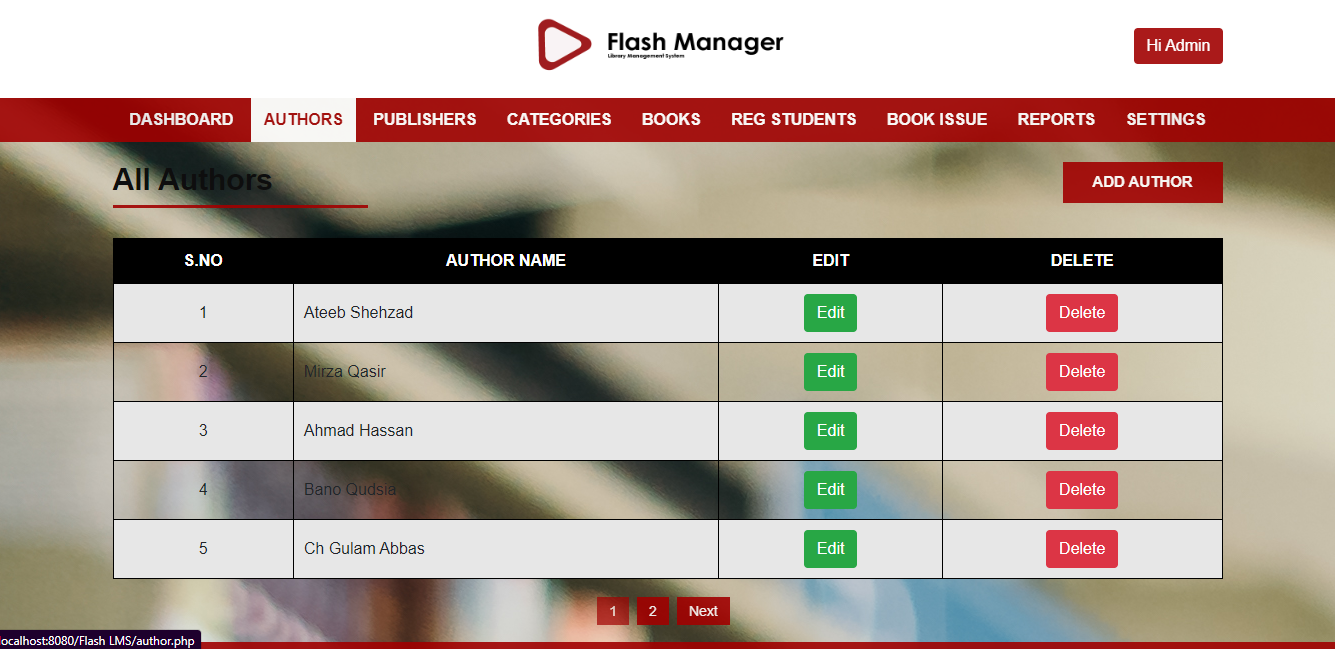 Flash Manager
Library Management System
Hi Admin
DASHBOARD AUTHORS PUBLISHERS CATEGORIES BOOKS REG STUDENTS BOOK ISSUE REPORTS SETTINGS
All Authors
ADD AUTHOR
S.NO AUTHOR NAME EDIT DELETE
1 Ateeb Shehzad Edit Delete
2 Mirza Qasir Edit Delete
3 Ahmad Hassan Edit Delete
4 Bano Qudsia Edit Delete
5 Ch Gulam Abbas Edit Delete
1 2 Next
ocalhost:8080/Flash LMS/author.php